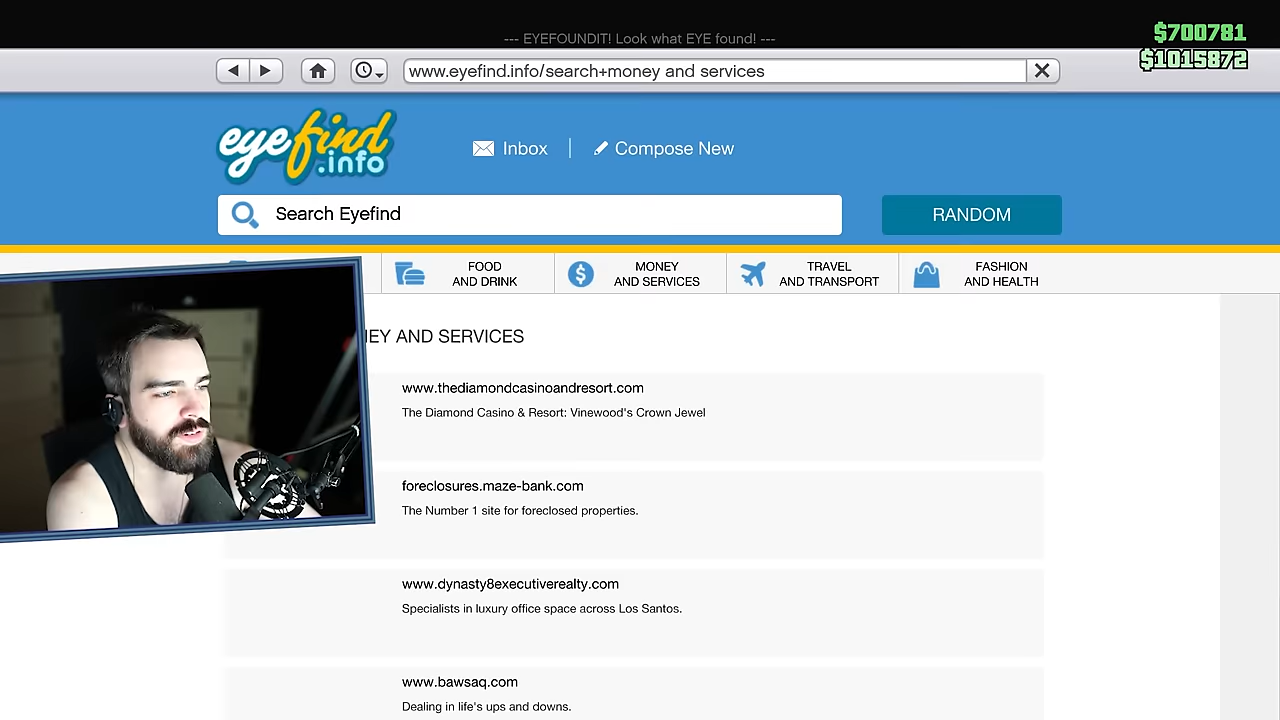 $700781
--- EYEFOUNDIT! Look what EYE found! ---
$1015872
www.eyefind.info/search+money and services
eyefind
.info
Inbox
Compose New
Search Eyefind
RANDOM
FOOD
AND DRINK
MONEY
AND SERVICES
TRAVEL
AND TRANSPORT
FASHION
AND HEALTH
EY AND SERVICES
www.thediamondcasinoandresort.com
The Diamond Casino & Resort: Vinewood's Crown Jewel
foreclosures.maze-bank.com
The Number 1 site for foreclosed properties.
www.dynasty8executiverealty.com
Specialists in luxury office space across Los Santos.
www.bawsaq.com
Dealing in life's ups and downs.